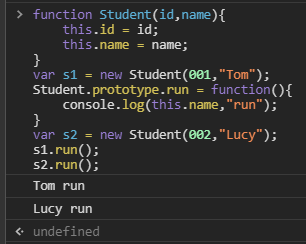 > function Student(id,name){
    this.id = id;
    this.name = name;
}
var s1 = new Student(001,"Tom");
Student.prototype.run = function(){
    console.log(this.name,"run");
}
var s2 = new Student(002,"Lucy");
s1.run();
s2.run();
Tom run
Lucy run
undefined